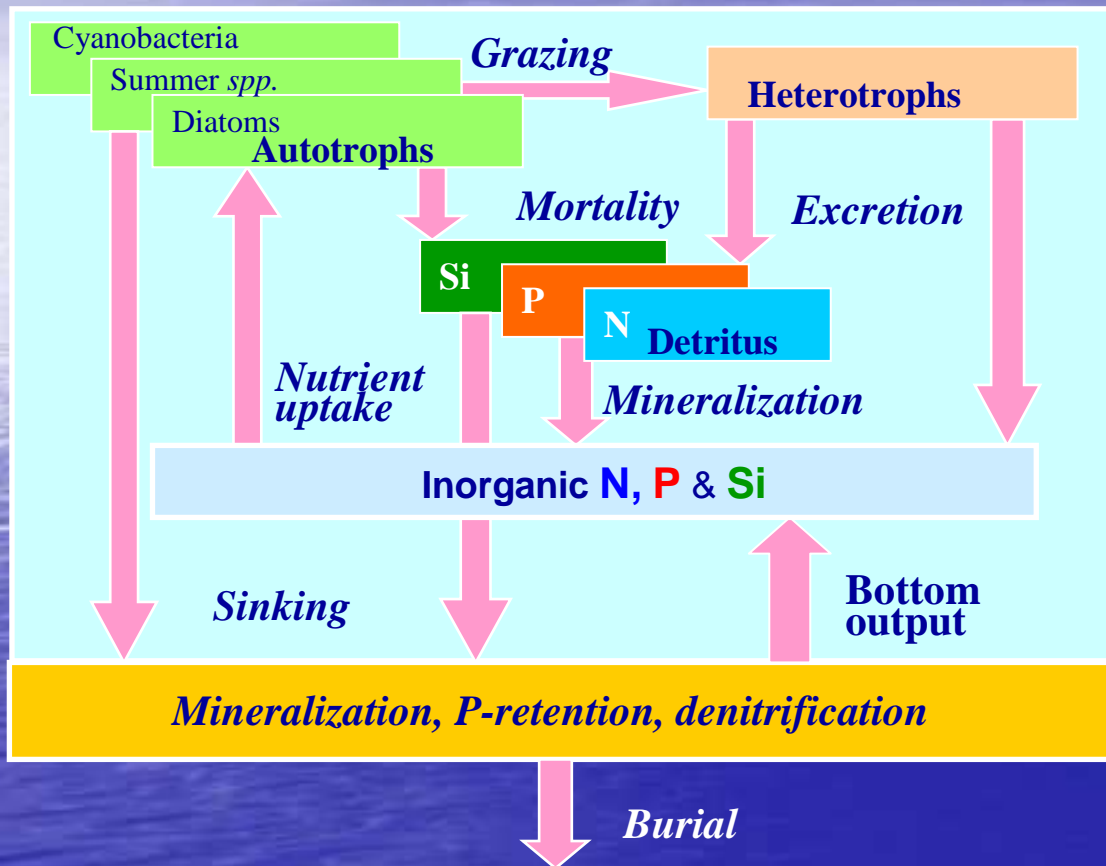 Cyanobacteria
Grazing
Summer spp.
Heterotrophs
Diatoms
Autotrophs
Mortality
Excretion
Si
P
N
Detritus
Nutrient
uptake
Mineralization
Inorganic N, P & Si
Sinking
Bottom
output
Mineralization, P-retention, denitrification
Burial